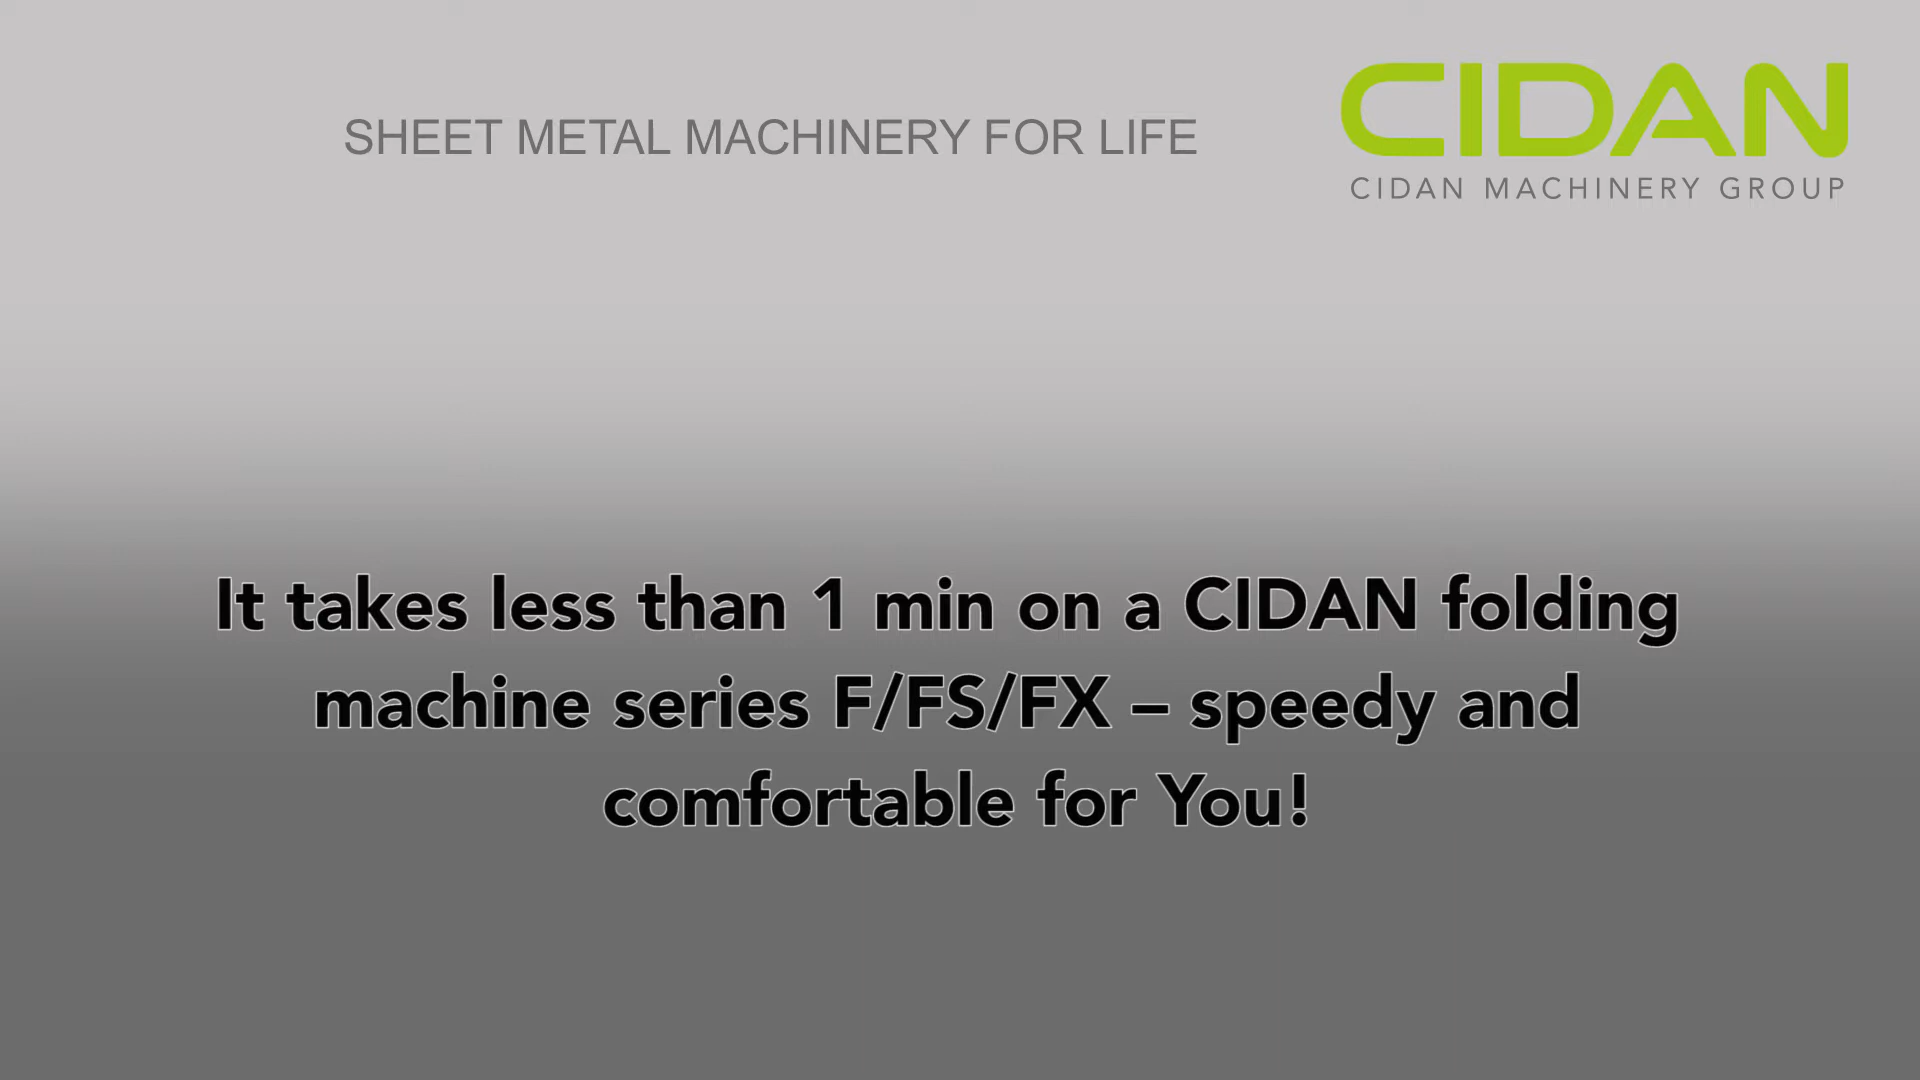 SHEET METAL MACHINERY FOR LIFE
CIDAN
CIDAN MACHINERY GROUP
It takes less than 1 min on a CIDAN folding
machine series F/FS/FX – speedy and
comfortable for You!